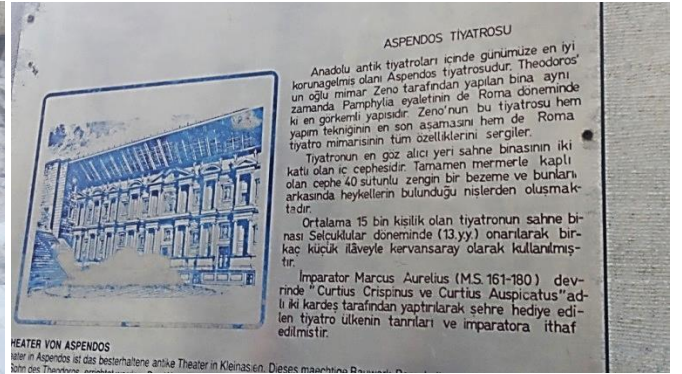 ASPENDOS TİYATROSU
Anadolu antik tiyatroları içinde günümüze en iyi
korunagelmiş olanı Aspendos tiyatrosudur. Theodoros'
un oğlu mimar Zeno tarafından yapılan bina aynı
zamanda Pamphylia eyaletinin de Roma döneminde
ki en görkemli yapısıdır. Zeno'nun bu tiyatrosu hem
yapım tekniğinin en son aşamasını hem de Roma
tiyatro mimarisinin tüm özelliklerini sergiler.
Tiyatronun en göz alıcı yeri sahne binasının iki
katlı olan iç cephesidir. Tamamen mermerle kaplı
olan cephe 40 sütunlu zengin bir bezeme ve bunları
arkasında heykellerin bulunduğu nişlerden oluşmak-
tadır.
Ortalama 15 bin kişilik olan tiyatronun sahne bi-
nası Selçuklular döneminde (13.yy.) onarılarak bir-
kaç küçük ilâveyle kervansaray olarak kullanılmış-
tır.
İmparator Marcus Aurelius (M.S. 161-180) dev-
rinde "Curtius Crispinus ve Curtius Auspicatus" ad-
lı iki kardeş tarafından yaptırılarak şehre hediye edi-
len tiyatro ülkenin tanrıları ve imparatora ithaf
edilmiştir.
HEATER VON ASPENDOS
eater in Aspendos ist das besterhaltene antike Theater in Kleinasien. Dieses maechtige